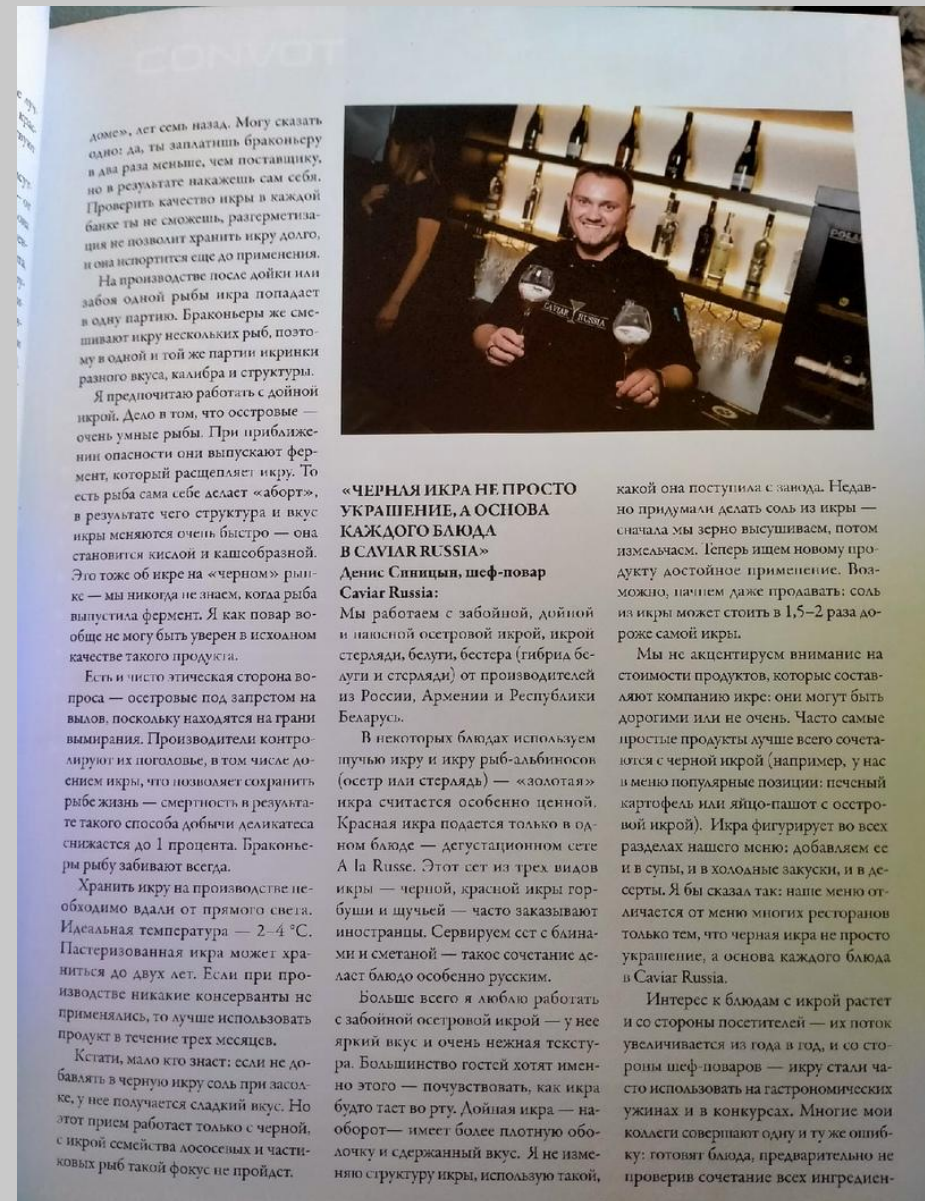 CONVOT
доме», лет семь назад. Могу сказать
одно: да, ты заплатишь браконьеру
в два раза меньше, чем поставщику,
но в результате накажешь сам себя.
Проверить качество икры в каждой
банке ты не сможешь, разгерметиза-
ция не позволит хранить икру долго,
и она испортится еще до применения.
На производстве после дойки или
забоя одной рыбы икра попадает
в одну партию. Браконьеры же сме-
шивают икру нескольких рыб, поэто-
му в одной и той же партии икринки
разного вкуса, калибра и структуры.
Я предпочитаю работать с дойной
икрой. Дело в том, что осетровые —
очень умные рыбы. При приближе-
нии опасности они выпускают фер-
мент, который расщепляет икру. То
есть рыба сама себе делает «аборт»,
в результате чего структура и вкус
икры меняются очень быстро — она
становится кислой и кашеобразной.
Это тоже об икре на «черном» рын-
ке — мы никогда не знаем, когда рыба
выпустила фермент. Я как повар во-
обще не могу быть уверен в исходном
качестве такого продукта.
Есть и чисто этическая сторона во-
проса — осетровые под запретом на
вылов, поскольку находятся на грани
вымирания. Производители контро-
лируют их поголовье, в том числе до-
ением икры, что позволяет сохранить
рыбе жизнь — смертность в результа-
те такого способа добычи деликатеса
снижается до 1 процента. Браконье-
ры рыбу забивают всегда.
Хранить икру на производстве не-
обходимо вдали от прямого света.
Идеальная температура — 2–4 °С.
Пастеризованная икра может хра-
ниться до двух лет. Если при про-
изводстве никакие консерванты не
применялись, то лучше использовать
продукт в течение трех месяцев.
Кстати, мало кто знает: если не до-
бавлять в черную икру соль при засол-
ке, у нее получается сладкий вкус. Но
этот прием работает только с черной,
с икрой семейства лососевых и частн-
ковых рыб такой фокус не пройдет.
CAVIAR RUSSIA
«ЧЕРНАЯ ИКРА НЕ ПРОСТО
УКРАШЕНИЕ, А ОСНОВА
КАЖДОГО БЛЮДА
В CAVIAR RUSSIA»
Денис Синицын, шеф-повар
Caviar Russia:
Мы работаем с забойной, дойной
и паюсной осетровой икрой, икрой
стерляди, белуги, бестера (гибрид бе-
луги и стерляди) от производителей
из России, Армении и Республики
Беларусь.
В некоторых блюдах используем
щучью икру и икру рыб-альбиносов
(осетр или стерлядь) — «золотая»
икра считается особенно ценной.
Красная икра подается только в од-
ном блюде — дегустационном сете
A la Russe. Этот сет из трех видов
икры — черной, красной икры гор-
буши и щучьей — часто заказывают
иностранцы. Сервируем сет с блина-
ми и сметаной — такое сочетание де-
лает блюдо особенно русским.
Больше всего я люблю работать
с забойной осетровой икрой — у нее
яркий вкус и очень нежная тексту-
ра. Большинство гостей хотят имен-
но этого — почувствовать, как икра
будто тает во рту. Дойная икра — на-
оборот— имеет более плотную обо-
лочку и сдержанный вкус. Я не изме-
няю структуру икры, использую такой,
какой она поступила с завода. Недав-
но придумали делать соль из икры —
сначала мы зерно высушиваем, потом
измельчаем. Теперь ищем новому про-
дукту достойное применение. Воз-
можно, начнем даже продавать: соль
из икры может стоить в 1,5–2 раза до-
роже самой икры.
Мы не акцентируем внимание на
стоимости продуктов, которые состав-
ляют компанию икре: они могут быть
дорогими или не очень. Часто самые
простые продукты лучше всего сочета-
ются с черной икрой (например, у нас
в меню популярные позиции: печеный
картофель или яйцо-пашот с осетро-
вой икрой). Икра фигурирует во всех
разделах нашего меню: добавляем ее
и в супы, и в холодные закуски, и в де-
серты. Я бы сказал так: наше меню от-
личается от меню многих ресторанов
только тем, что черная икра не просто
украшение, а основа каждого блюда
в Caviar Russia.
Интерес к блюдам с икрой растет
и со стороны посетителей — их поток
увеличивается из года в год, и со сто-
роны шеф-поваров — икру стали ча-
сто использовать на гастрономических
ужинах и в конкурсах. Многие мои
коллеги совершают одну и ту же ошиб-
ку: готовят блюда, предварительно не
проверив сочетание всех ингредиен-